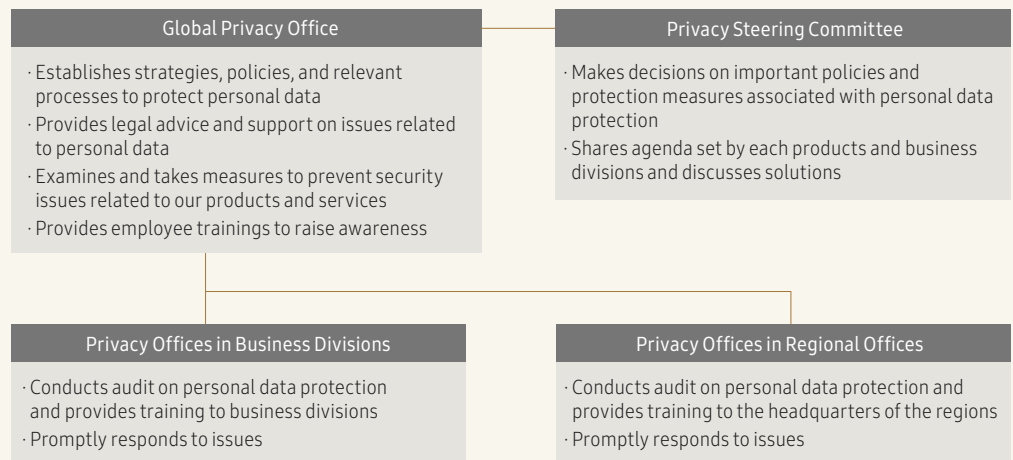 Global Privacy Office
· Establishes strategies, policies, and relevant
processes to protect personal data
· Provides legal advice and support on issues related
to personal data
· Examines and takes measures to prevent security
issues related to our products and services
· Provides employee trainings to raise awareness
Privacy Steering Committee
· Makes decisions on important policies and
protection measures associated with personal data
protection
· Shares agenda set by each products and business
divisions and discusses solutions
Privacy Offices in Business Divisions
· Conducts audit on personal data protection
and provides training to business divisions
· Promptly responds to issues
Privacy Offices in Regional Offices
· Conducts audit on personal data protection and
provides training to the headquarters of the regions
· Promptly responds to issues